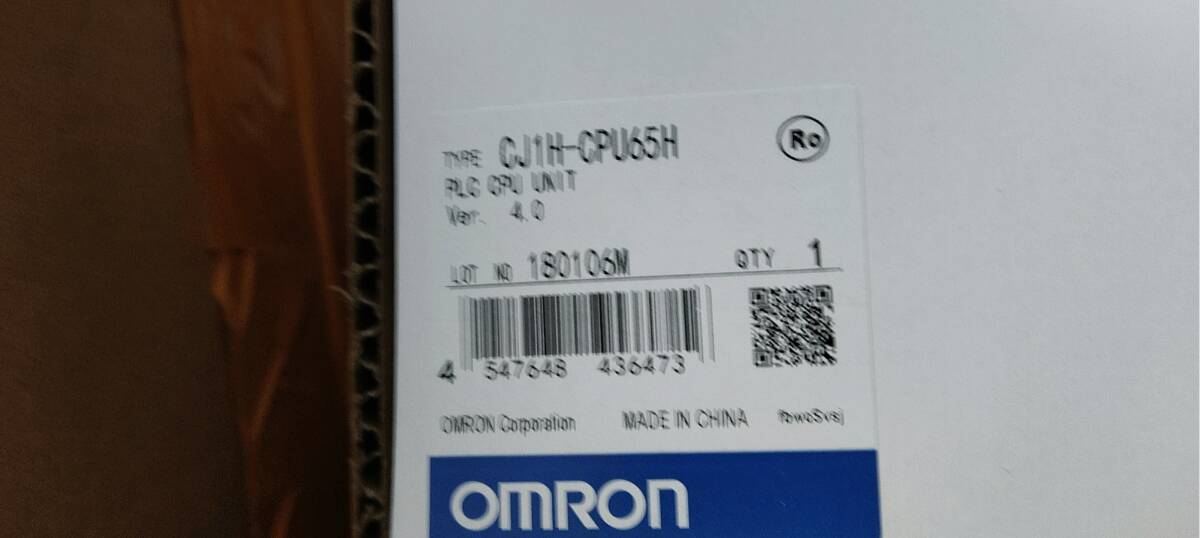 TYPE CJ1H-CPU65H Ro
PLC CPU UNIT
Ver. 4.0
LOT NO 180106M QTY 1
4 547648 436473
OMRON Corporation MADE IN CHINA
OMRON